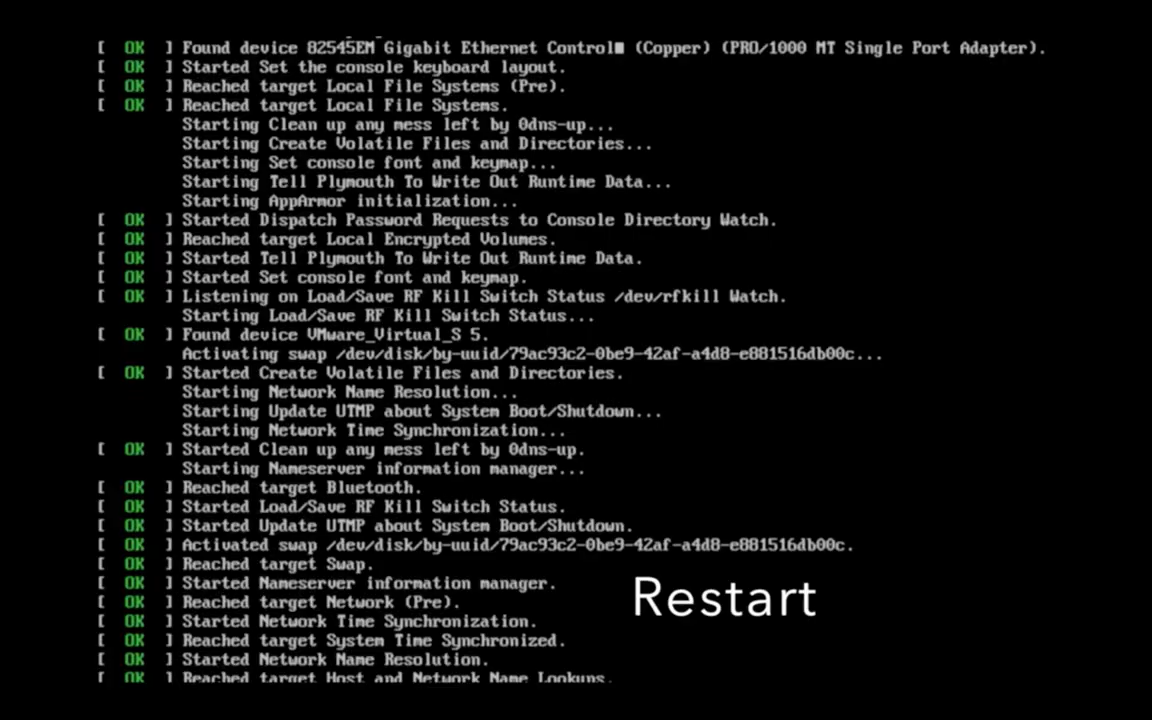 [ OK ] Found device 82545EM Gigabit Ethernet Control■ (Copper) (PRO/1000 MT Single Port Adapter).
[ OK ] Started Set the console keyboard layout.
[ OK ] Reached target Local File Systems (Pre).
[ OK ] Reached target Local File Systems.
Starting Clean up any mess left by 0dns-up...
Starting Create Volatile Files and Directories...
Starting Set console font and keymap...
Starting Tell Plymouth To Write Out Runtime Data...
Starting AppArmor initialization...
[ OK ] Started Dispatch Password Requests to Console Directory Watch.
[ OK ] Reached target Local Encrypted Volumes.
[ OK ] Started Tell Plymouth To Write Out Runtime Data.
[ OK ] Started Set console font and keymap.
[ OK ] Listening on Load/Save RF Kill Switch Status /dev/rfkill Watch.
Starting Load/Save RF Kill Switch Status...
[ OK ] Found device VMware_Virtual_S 5.
Activating swap /dev/disk/by-uuid/79ac93c2-0be9-42af-a4d8-e881516db00c...
[ OK ] Started Create Volatile Files and Directories.
Starting Network Name Resolution...
Starting Update UTMP about System Boot/Shutdown...
Starting Network Time Synchronization...
[ OK ] Started Clean up any mess left by 0dns-up.
Starting Nameserver information manager...
[ OK ] Reached target Bluetooth.
[ OK ] Started Load/Save RF Kill Switch Status.
[ OK ] Started Update UTMP about System Boot/Shutdown.
[ OK ] Activated swap /dev/disk/by-uuid/79ac93c2-0be9-42af-a4d8-e881516db00c.
[ OK ] Reached target Swap.
[ OK ] Started Nameserver information manager.
[ OK ] Reached target Network (Pre).
[ OK ] Started Network Time Synchronization.
[ OK ] Reached target System Time Synchronized.
[ OK ] Started Network Name Resolution.
[ OK ] Reached target Host and Network Name Lookups.
Restart